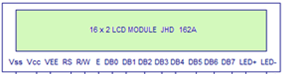 16 x 2 LCD MODULE JHD 162A
Vss Vcc VEE RS R/W E DB0 DB1 DB2 DB3 DB4 DB5 DB6 DB7 LED+ LED-